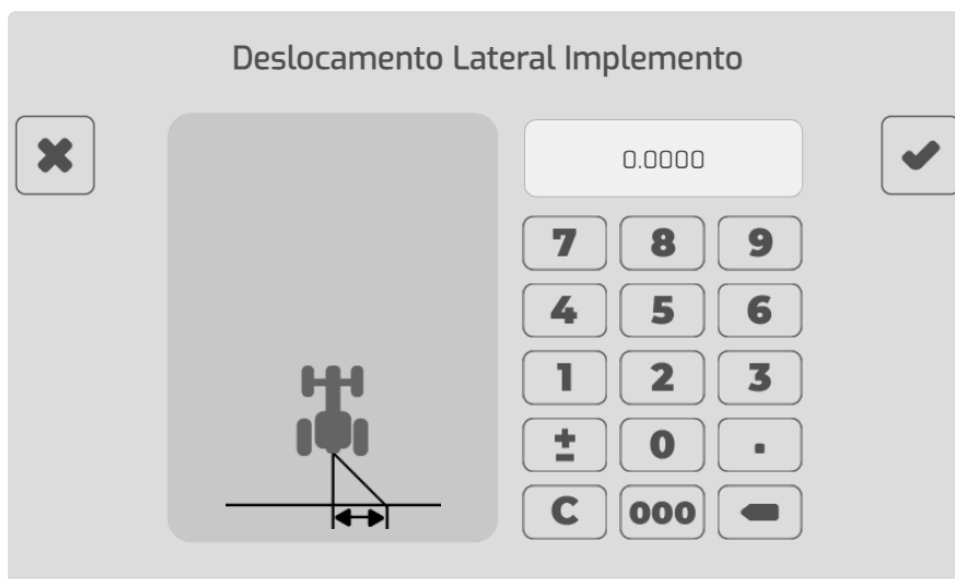 Deslocamento Lateral Implemento
0.0000
7 8 9
4 5 6
1 2 3
± 0 .
C 000